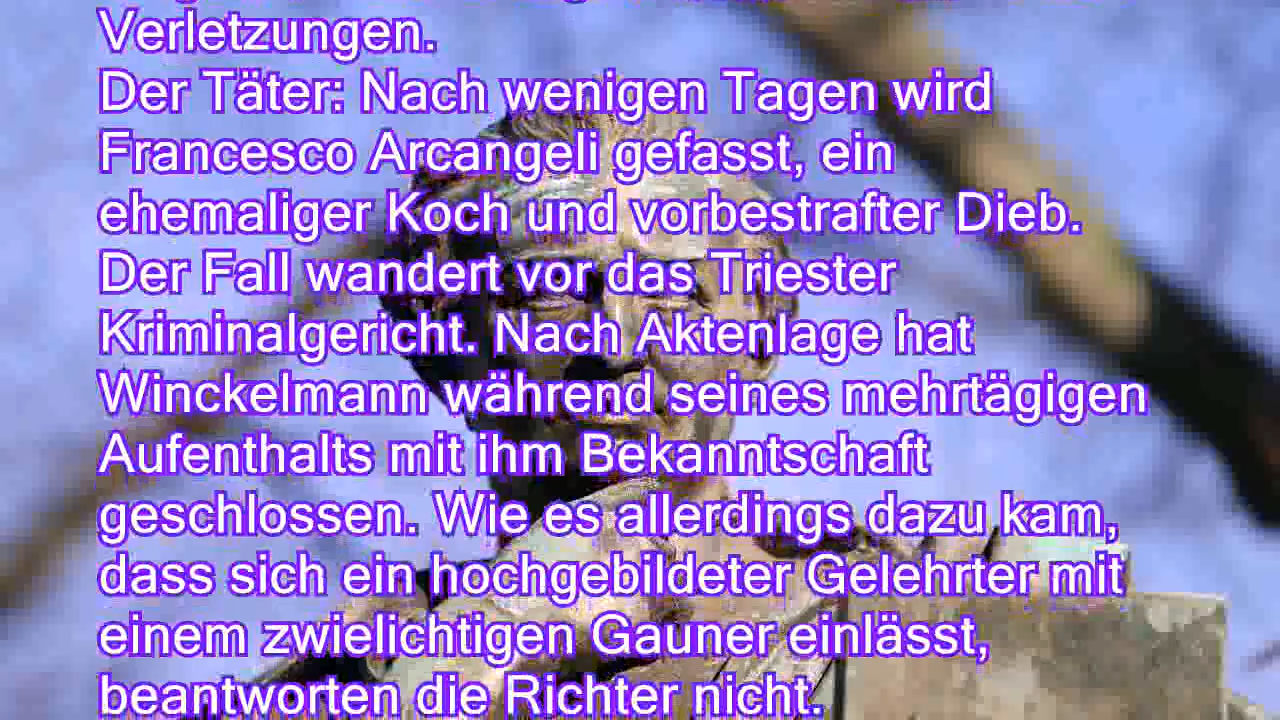 Verletzungen.
Der Täter: Nach wenigen Tagen wird
Francesco Arcangeli gefasst, ein
ehemaliger Koch und vorbestrafter Dieb.
Der Fall wandert vor das Triester
Kriminalgericht. Nach Aktenlage hat
Winckelmann während seines mehrtägigen
Aufenthalts mit ihm Bekanntschaft
geschlossen. Wie es allerdings dazu kam,
dass sich ein hochgebildeter Gelehrter mit
einem zwielichtigen Gauner einlässt,
beantworten die Richter nicht.